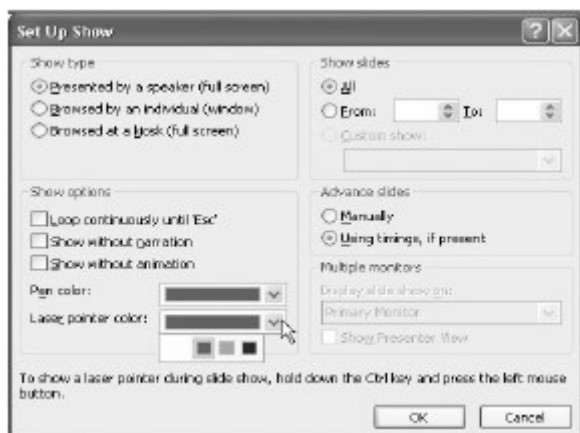 Set Up Show
Show type
Presented by a speaker (full screen)
Browsed by an individual (window)
Browsed at a kiosk (full screen)
Show slides
All
From: To:
Custom show:
Show options
Loop continuously until 'Esc'
Show without narration
Show without animation
Pen color:
Laser pointer color:
Advance slides
Manually
Using timings, if present
Multiple monitors
Display slide show on:
Primary Monitor
Show Presenter View
To show a laser pointer during slide show, hold down the Ctrl key and press the left mouse
button.
OK Cancel